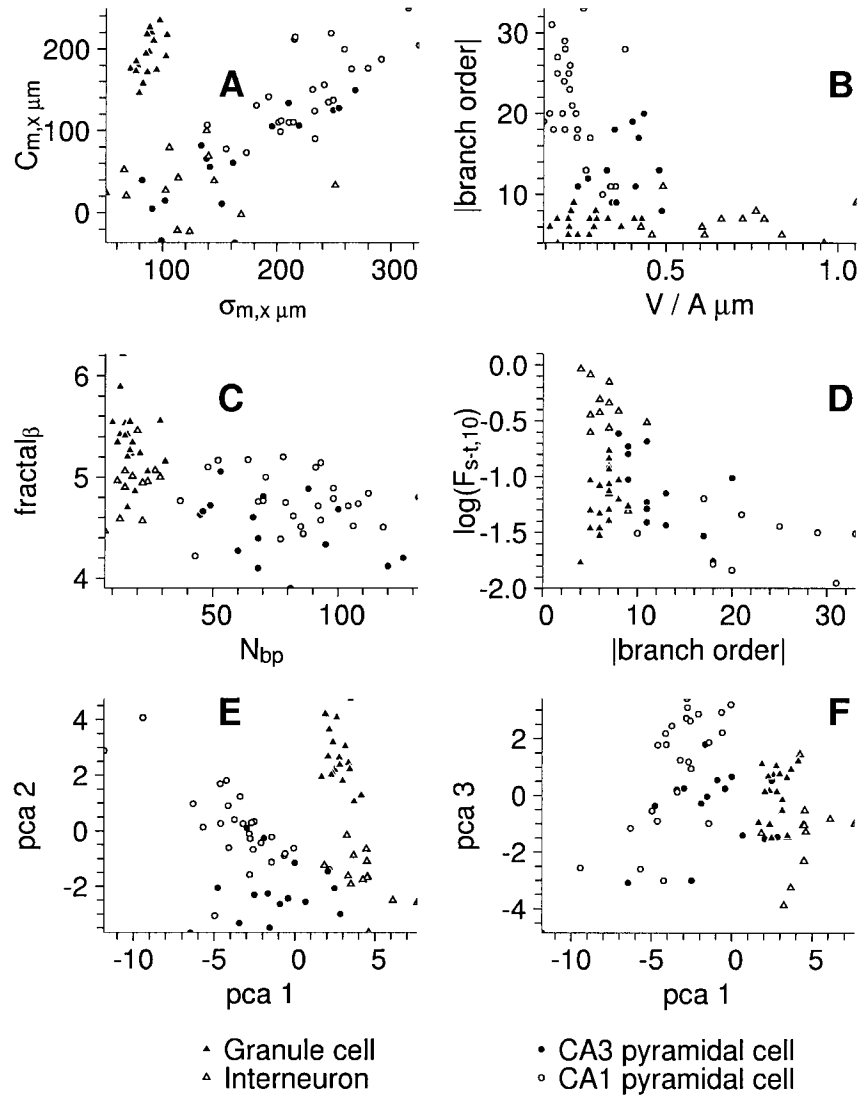 A
C_m,x μm
200
100
0
100
200
300
σ_m,x μm
B
|branch order|
30
20
10
0.5
1.0
V / A μm
C
fractal_β
6
5
4
50
100
N_bp
D
log(F_s-t,10)
0.0
-0.5
-1.0
-1.5
-2.0
0
10
20
30
|branch order|
E
pca 2
4
2
0
-2
-10
-5
0
5
pca 1
F
pca 3
2
0
-2
-4
-10
-5
0
5
pca 1
Granule cell
Interneuron
CA3 pyramidal cell
CA1 pyramidal cell